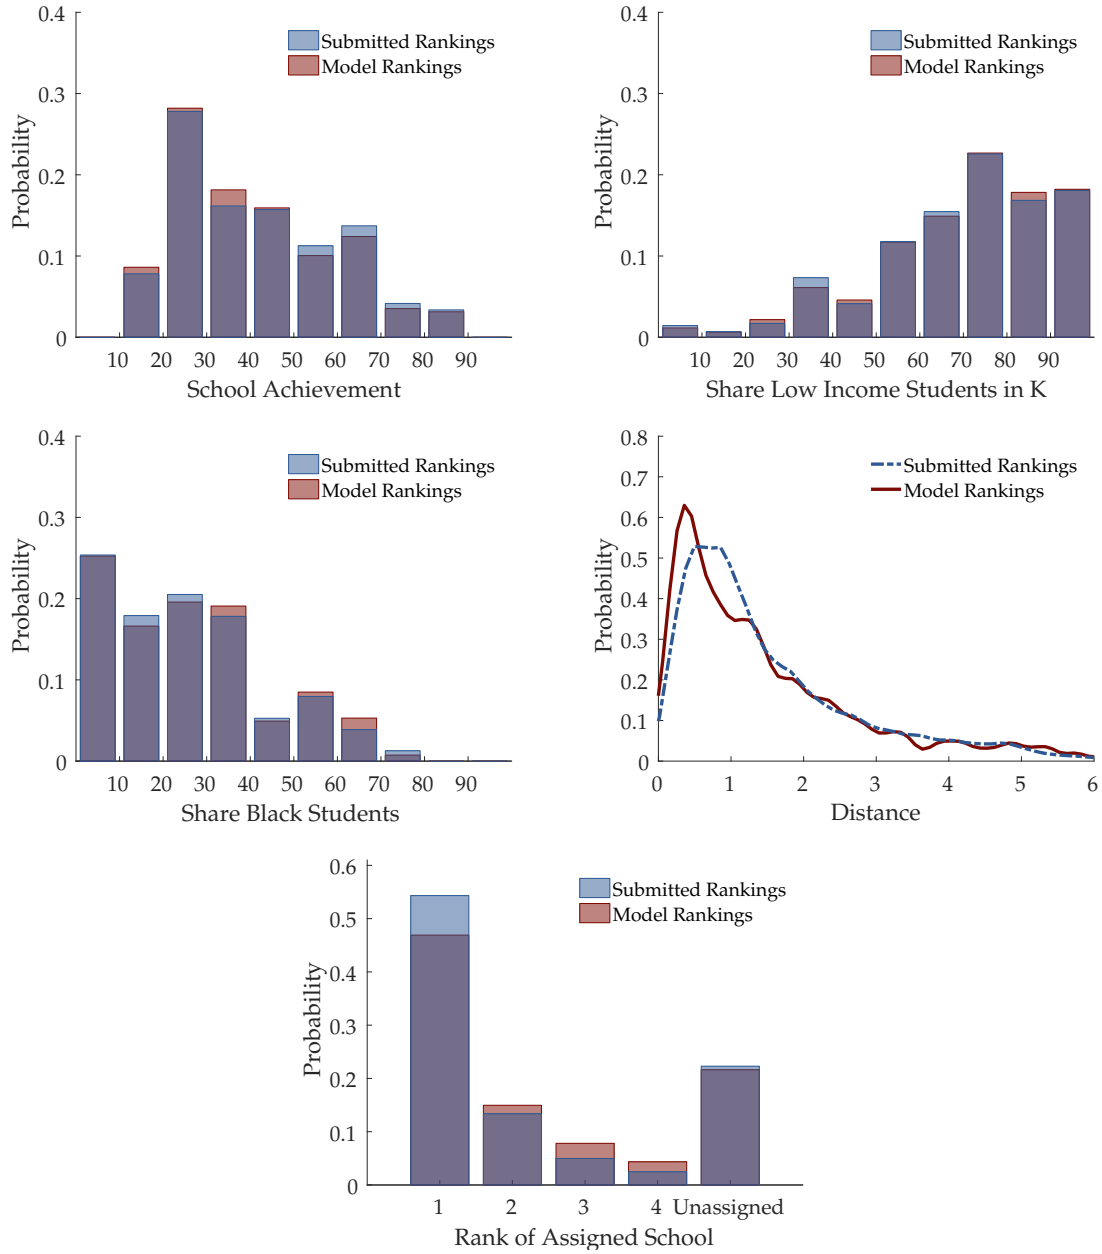 0.4
0.3
0.2
0.1
0
Probability
Submitted Rankings
Model Rankings
10 20 30 40 50 60 70 80 90
School Achievement
0.4
0.3
0.2
0.1
0
Probability
Submitted Rankings
Model Rankings
10 20 30 40 50 60 70 80 90
Share Low Income Students in K
0.4
0.3
0.2
0.1
0
Probability
Submitted Rankings
Model Rankings
10 20 30 40 50 60 70 80 90
Share Black Students
0.8
0.7
0.6
0.5
0.4
0.3
0.2
0.1
0
Probability
Submitted Rankings
Model Rankings
0 1 2 3 4 5 6
Distance
0.6
0.5
0.4
0.3
0.2
0.1
0
Probability
Submitted Rankings
Model Rankings
1 2 3 4 Unassigned
Rank of Assigned School